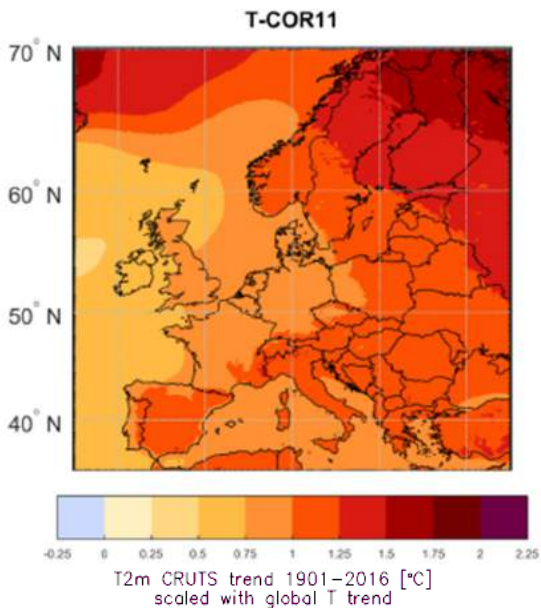 T-COR11
70° N
60° N
50° N
40° N
-0.25 0 0.25 0.5 0.75 1 1.25 1.5 1.75 2 2.25
T2m CRUTS trend 1901-2016 [°C]
scaled with global T trend